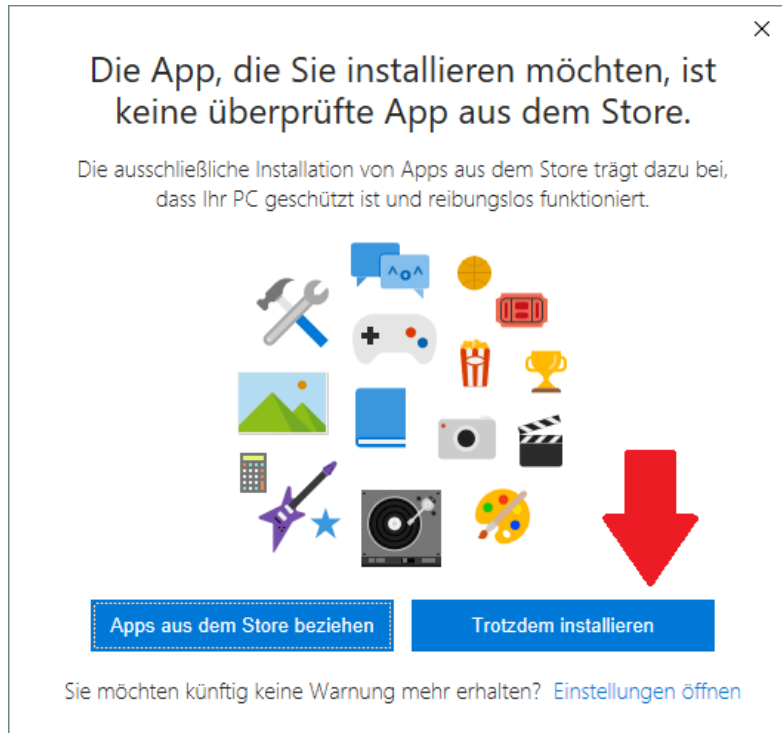 Die App, die Sie installieren möchten, ist
keine überprüfte App aus dem Store.
Die ausschließliche Installation von Apps aus dem Store trägt dazu bei,
dass Ihr PC geschützt ist und reibungslos funktioniert.
^o^
Apps aus dem Store beziehen
Trotzdem installieren
Sie möchten künftig keine Warnung mehr erhalten? Einstellungen öffnen